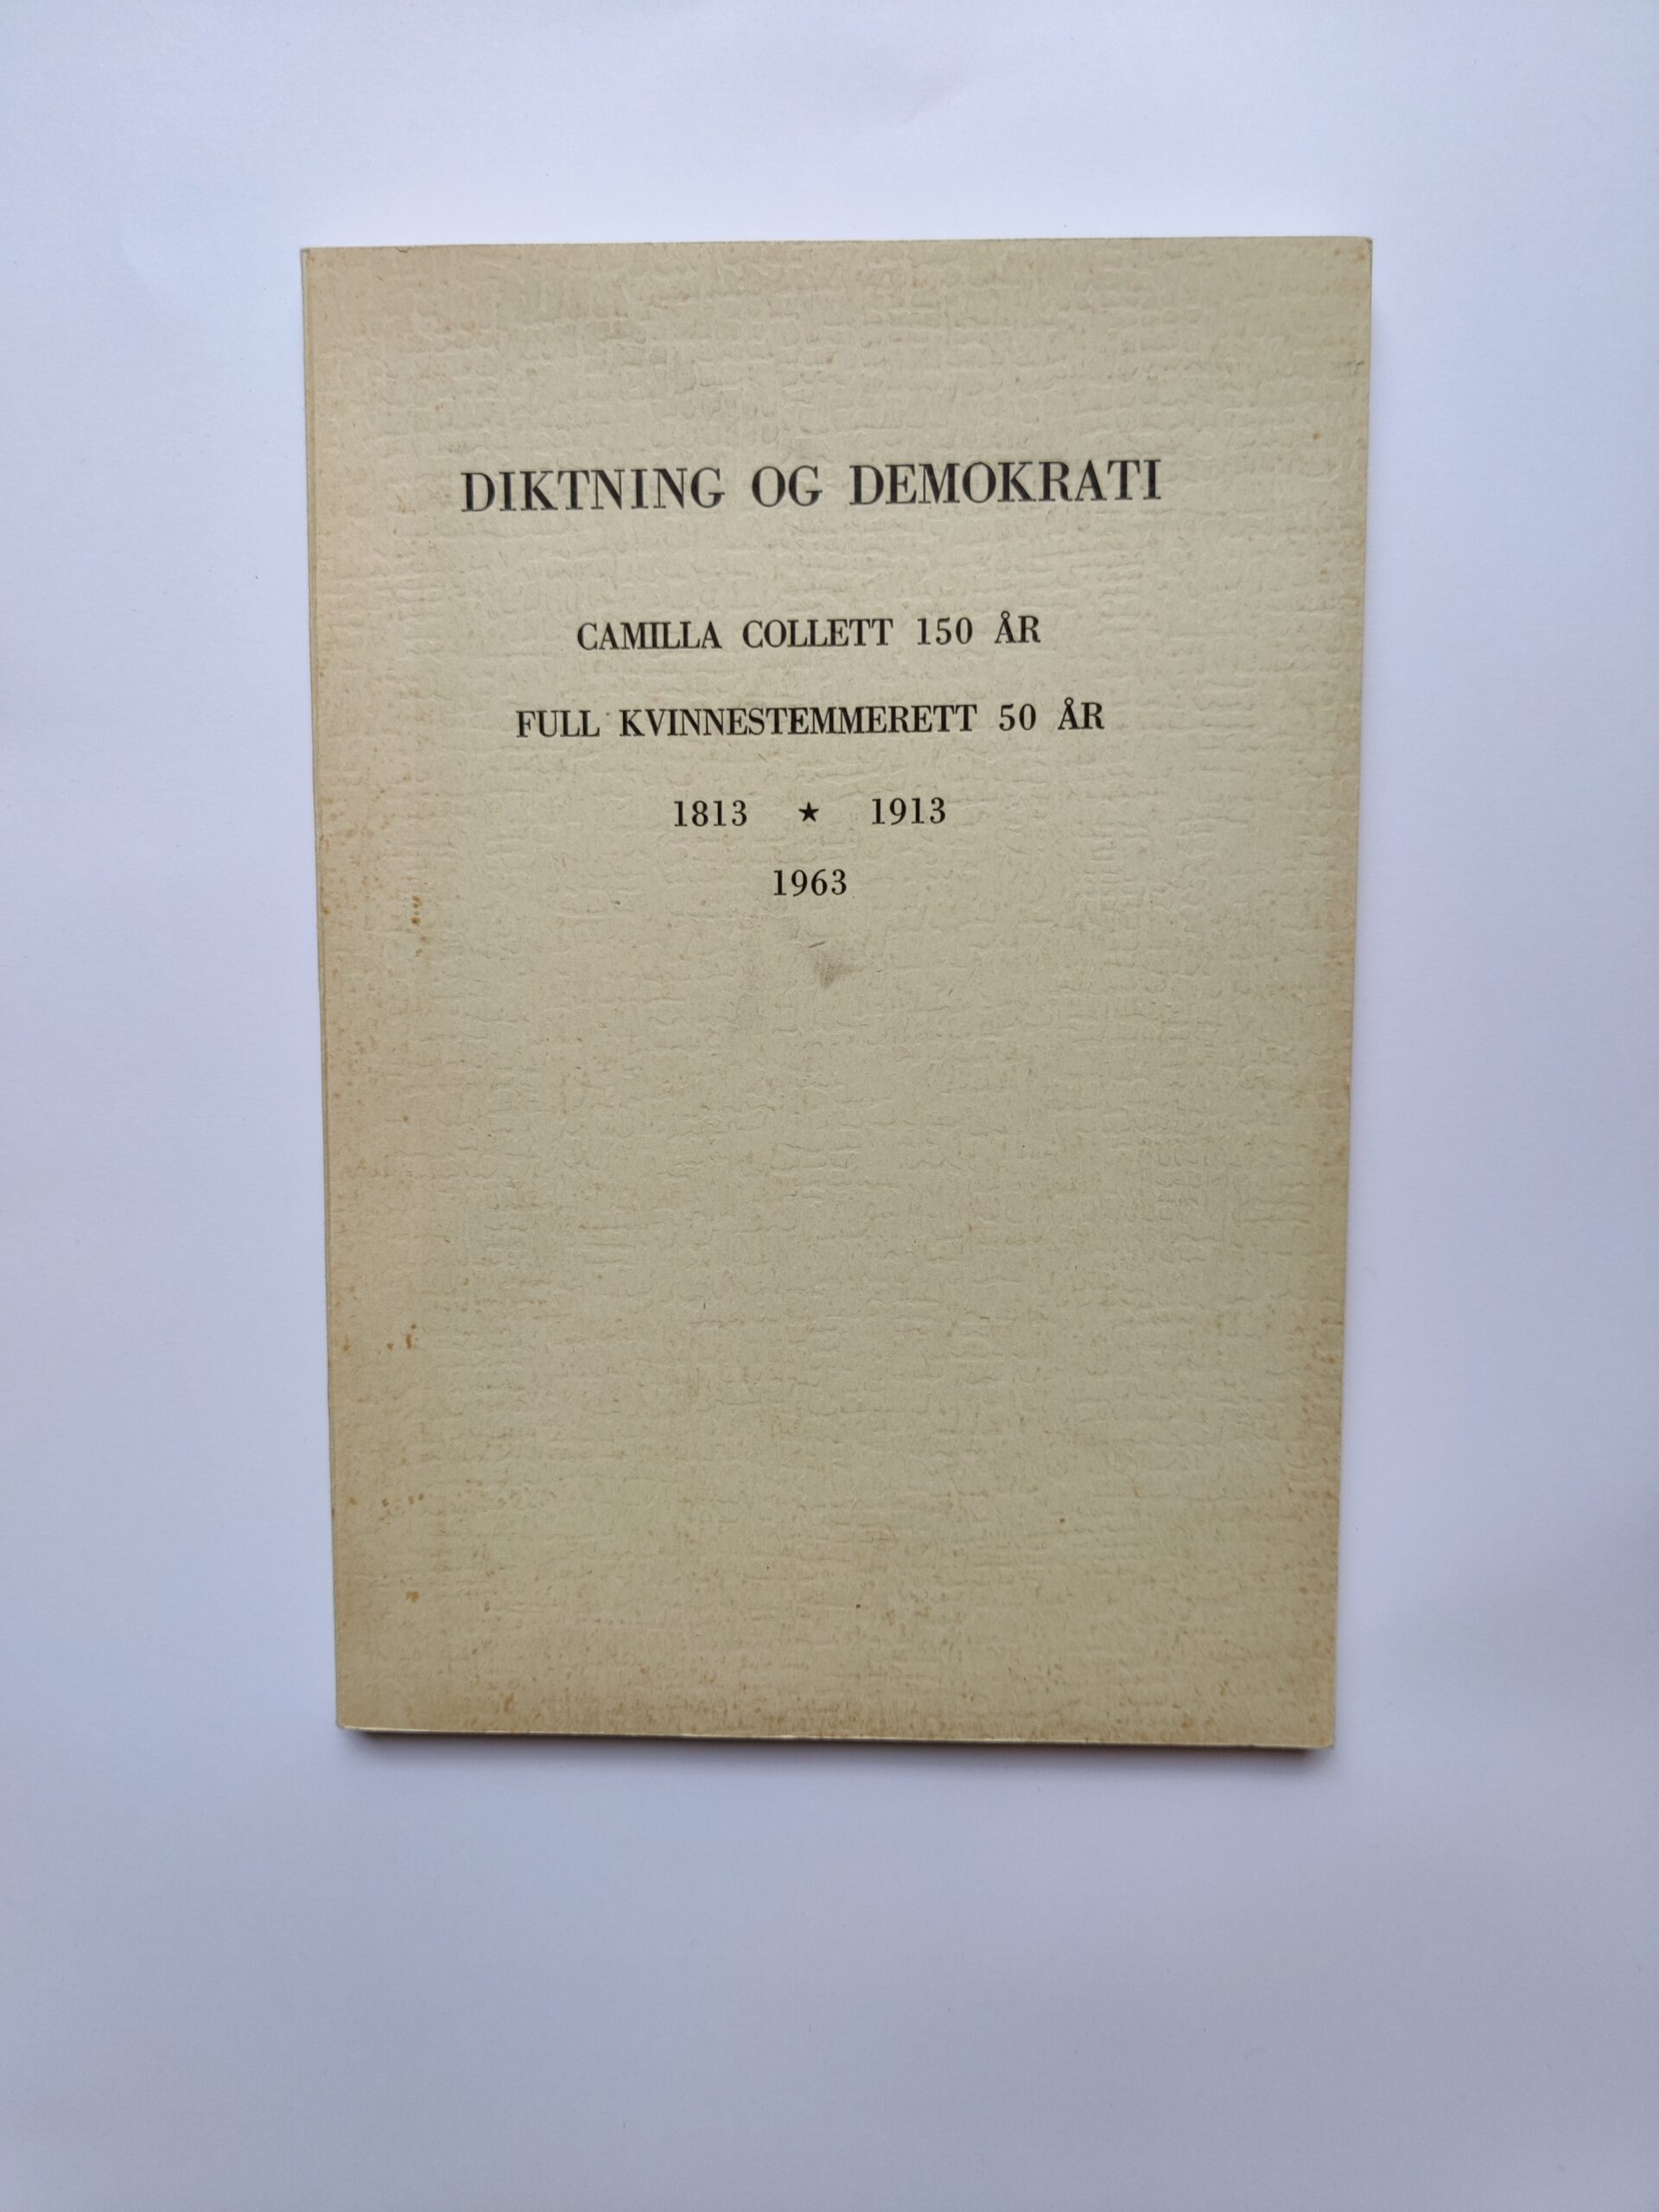 DIKTNING OG DEMOKRATI
CAMILLA COLLETT 150 ÅR
FULL KVINNESTEMMERETT 50 ÅR
1813 ★ 1913
1963